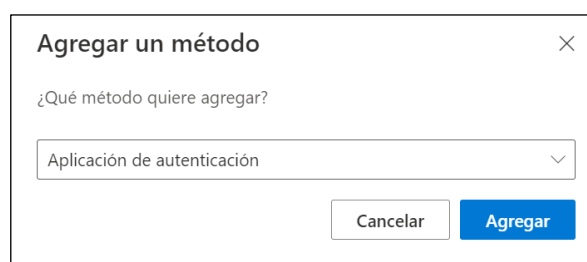 Agregar un método
¿Qué método quiere agregar?
Aplicación de autenticación
Cancelar
Agregar